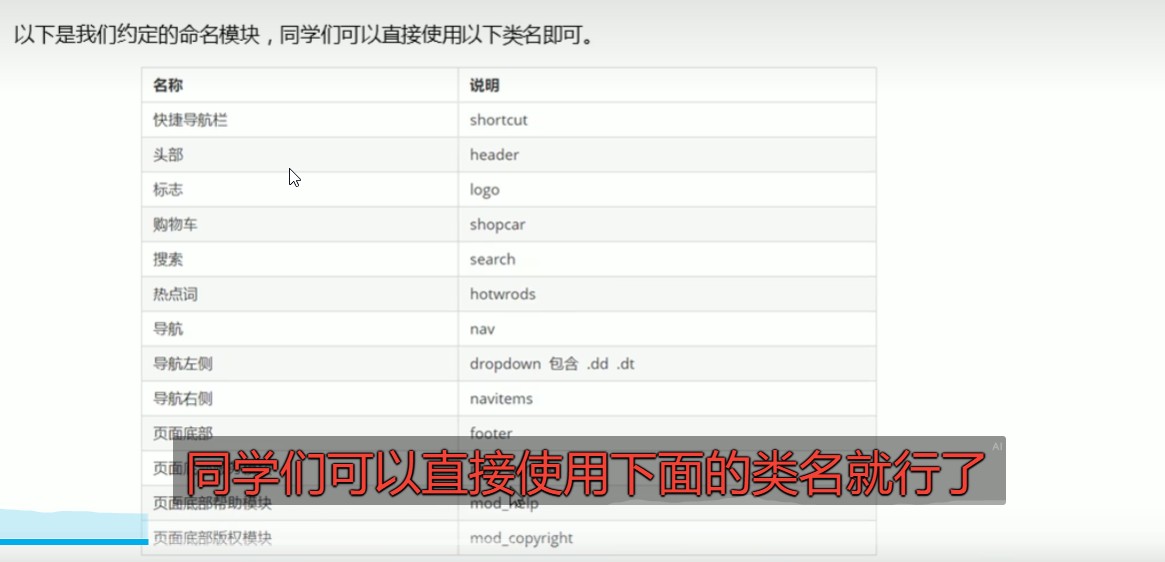 以下是我们约定的命名模块，同学们可以直接使用以下类名即可。
名称 说明
快捷导航栏 shortcut
头部 header
标志 logo
购物车 shopcar
搜索 search
热点词 hotwrods
导航 nav
导航左侧 dropdown 包含 .dd .dt
导航右侧 navitems
页面底部 footer
AI
同学们可以直接使用下面的类名就行了
页面底部帮助模块 mod_help
页面底部版权模块 mod_copyright